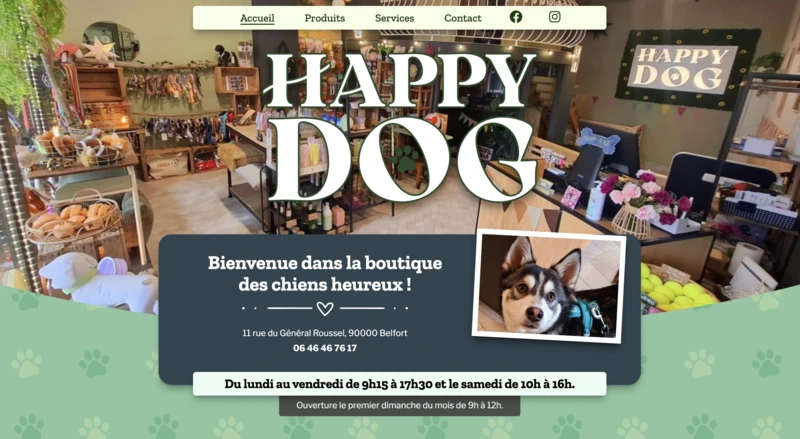 Accueil Produits Services Contact
HAPPY
DOG
HAPPY
DOG
Bienvenue dans la boutique
des chiens heureux !
11 rue du Général Roussel, 90000 Belfort
06 46 46 76 17
Du lundi au vendredi de 9h15 à 17h30 et le samedi de 10h à 16h.
Ouverture le premier dimanche du mois de 9h à 12h.